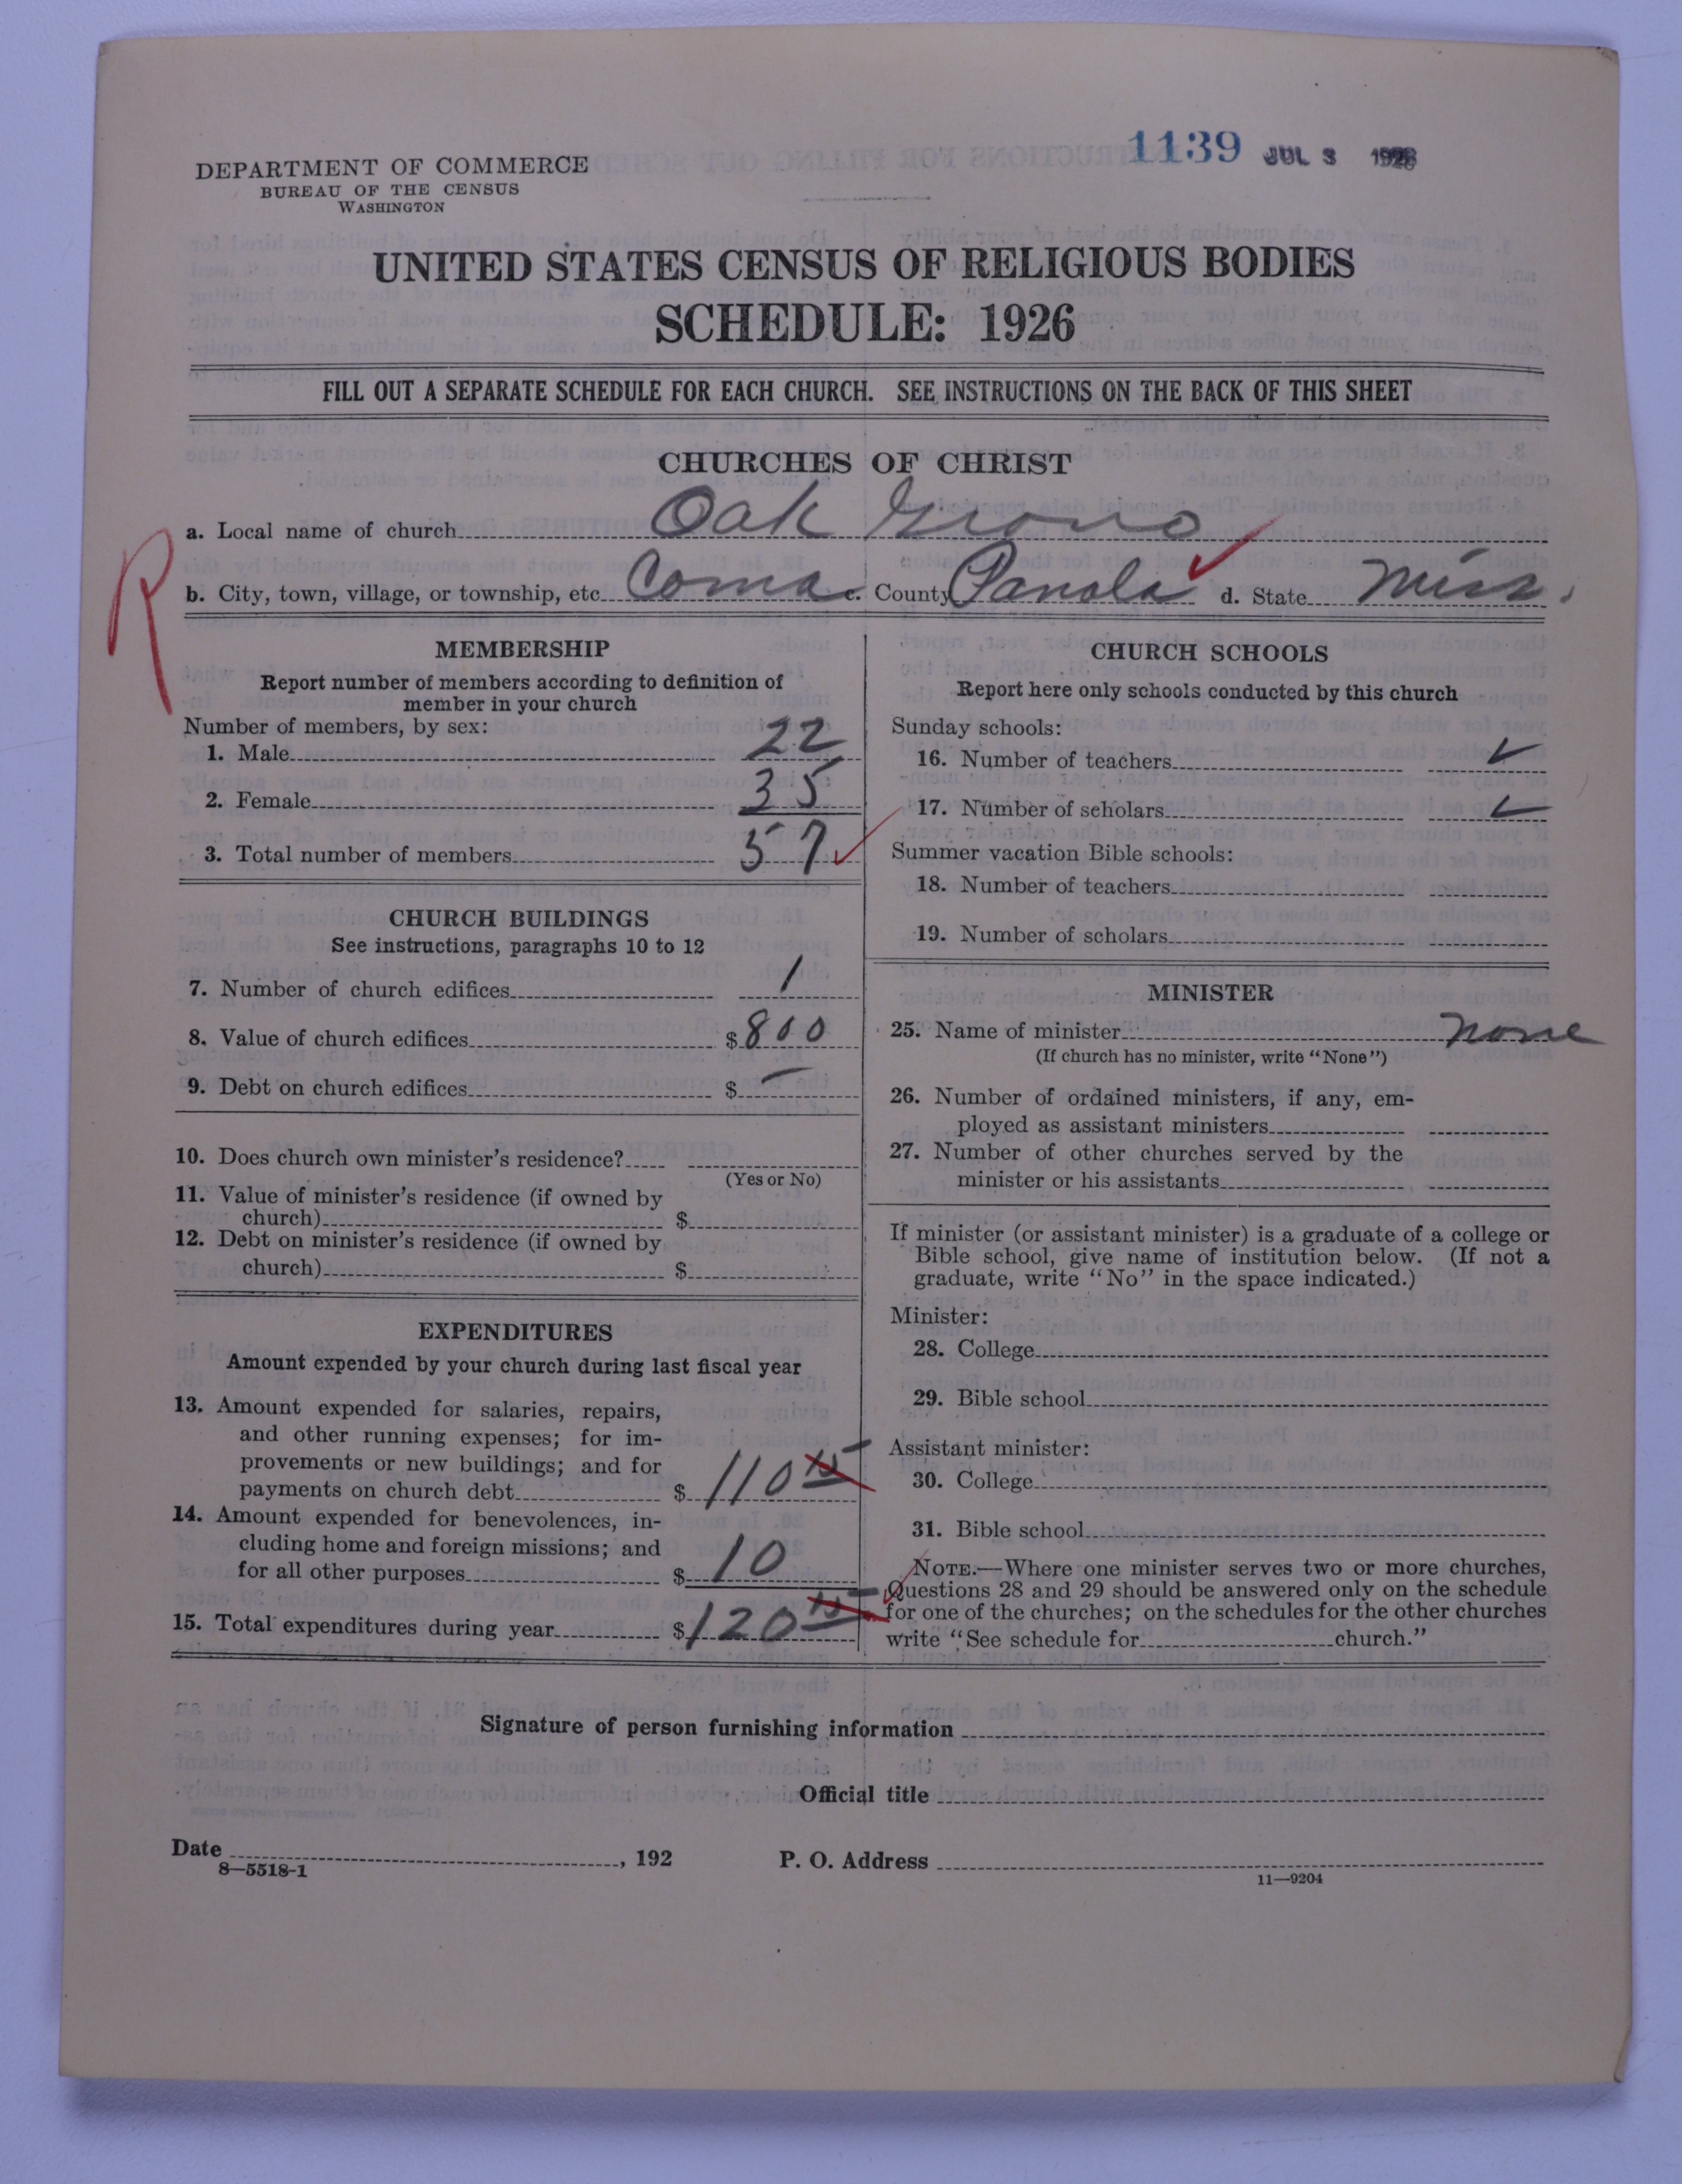 1139 JUL 3 1928
DEPARTMENT OF COMMERCE
BUREAU OF THE CENSUS
WASHINGTON
UNITED STATES CENSUS OF RELIGIOUS BODIES
SCHEDULE: 1926
FILL OUT A SEPARATE SCHEDULE FOR EACH CHURCH. SEE INSTRUCTIONS ON THE BACK OF THIS SHEET
CHURCHES OF CHRIST
R
a. Local name of church Oak Grove
b. City, town, village, or township, etc. Coma c. County Panola d. State Miss.
MEMBERSHIP
Report number of members according to definition of
member in your church
Number of members, by sex:
1. Male 22
2. Female 35
3. Total number of members 57
CHURCH BUILDINGS
See instructions, paragraphs 10 to 12
7. Number of church edifices 1
8. Value of church edifices $ 800
9. Debt on church edifices $ —
10. Does church own minister's residence?
(Yes or No)
11. Value of minister's residence (if owned by
church) $
12. Debt on minister's residence (if owned by
church) $
EXPENDITURES
Amount expended by your church during last fiscal year
13. Amount expended for salaries, repairs,
and other running expenses; for im-
provements or new buildings; and for
payments on church debt $ 110 15
14. Amount expended for benevolences, in-
cluding home and foreign missions; and
for all other purposes $ 10
15. Total expenditures during year $ 120 15
CHURCH SCHOOLS
Report here only schools conducted by this church
Sunday schools:
16. Number of teachers ✓
17. Number of scholars ✓
Summer vacation Bible schools:
18. Number of teachers
19. Number of scholars
MINISTER
25. Name of minister none
(If church has no minister, write "None")
26. Number of ordained ministers, if any, em-
ployed as assistant ministers
27. Number of other churches served by the
minister or his assistants
If minister (or assistant minister) is a graduate of a college or
Bible school, give name of institution below. (If not a
graduate, write "No" in the space indicated.)
Minister:
28. College
29. Bible school
Assistant minister:
30. College
31. Bible school
NOTE.—Where one minister serves two or more churches,
Questions 28 and 29 should be answered only on the schedule
for one of the churches; on the schedules for the other churches
write "See schedule for church."
Signature of person furnishing information
Official title
Date , 192 P. O. Address
8—5518-1 11—9204